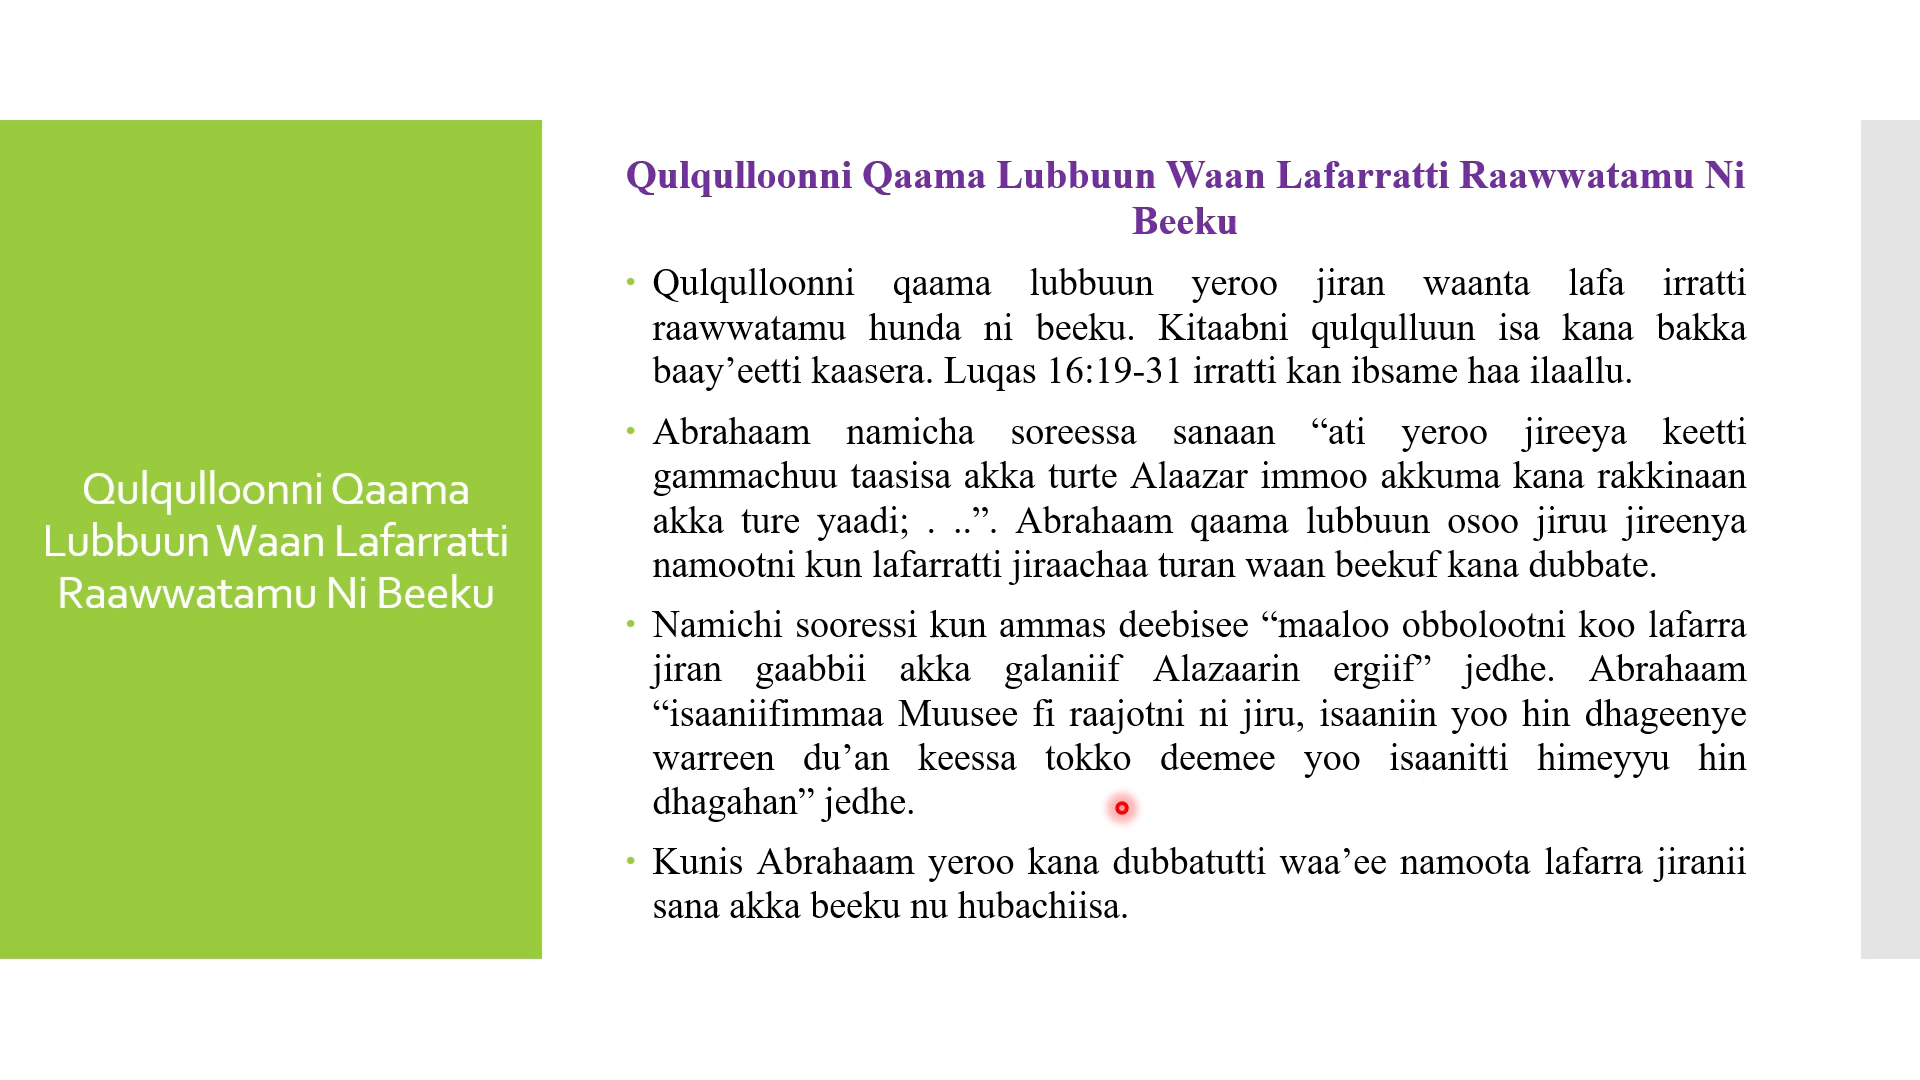 Qulqulloonni Qaama
Lubbuun Waan Lafarratti
Raawwatamu Ni Beeku
Qulqulloonni Qaama Lubbuun Waan Lafarratti Raawwatamu Ni
Beeku
• Qulqulloonni qaama lubbuun yeroo jiran waanta lafa irratti
raawwatamu hunda ni beeku. Kitaabni qulqulluun isa kana bakka
baay’eetti kaasera. Luqas 16:19-31 irratti kan ibsame haa ilaallu.
• Abrahaam namicha soreessa sanaan “ati yeroo jireeya keetti
gammachuu taasisa akka turte Alaazar immoo akkuma kana rakkinaan
akka ture yaadi; . ..”. Abrahaam qaama lubbuun osoo jiruu jireenya
namootni kun lafarratti jiraachaa turan waan beekuf kana dubbate.
• Namichi sooressi kun ammas deebisee “maaloo obbolootni koo lafarra
jiran gaabbii akka galaniif Alazaarin ergiif” jedhe. Abrahaam
“isaaniifimmaa Muusee fi raajotni ni jiru, isaaniin yoo hin dhageenye
warreen du’an keessa tokko deemee yoo isaanitti himeyyu hin
dhagahan” jedhe.
• Kunis Abrahaam yeroo kana dubbatutti waa’ee namoota lafarra jiranii
sana akka beeku nu hubachiisa.